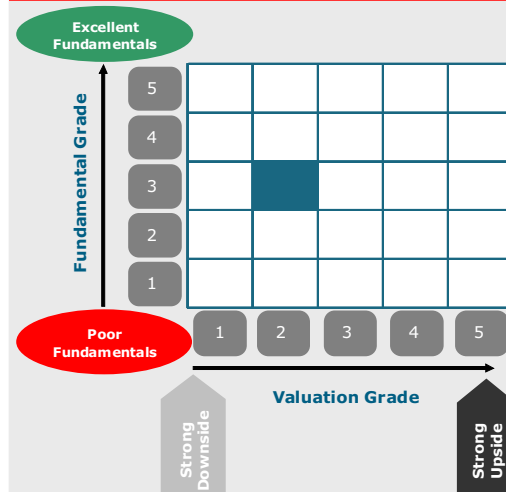 Excellent
Fundamentals
Fundamental Grade
5
4
3
2
1
Poor
Fundamentals
1 2 3 4 5
Valuation Grade
Strong
Downside
Strong
Upside